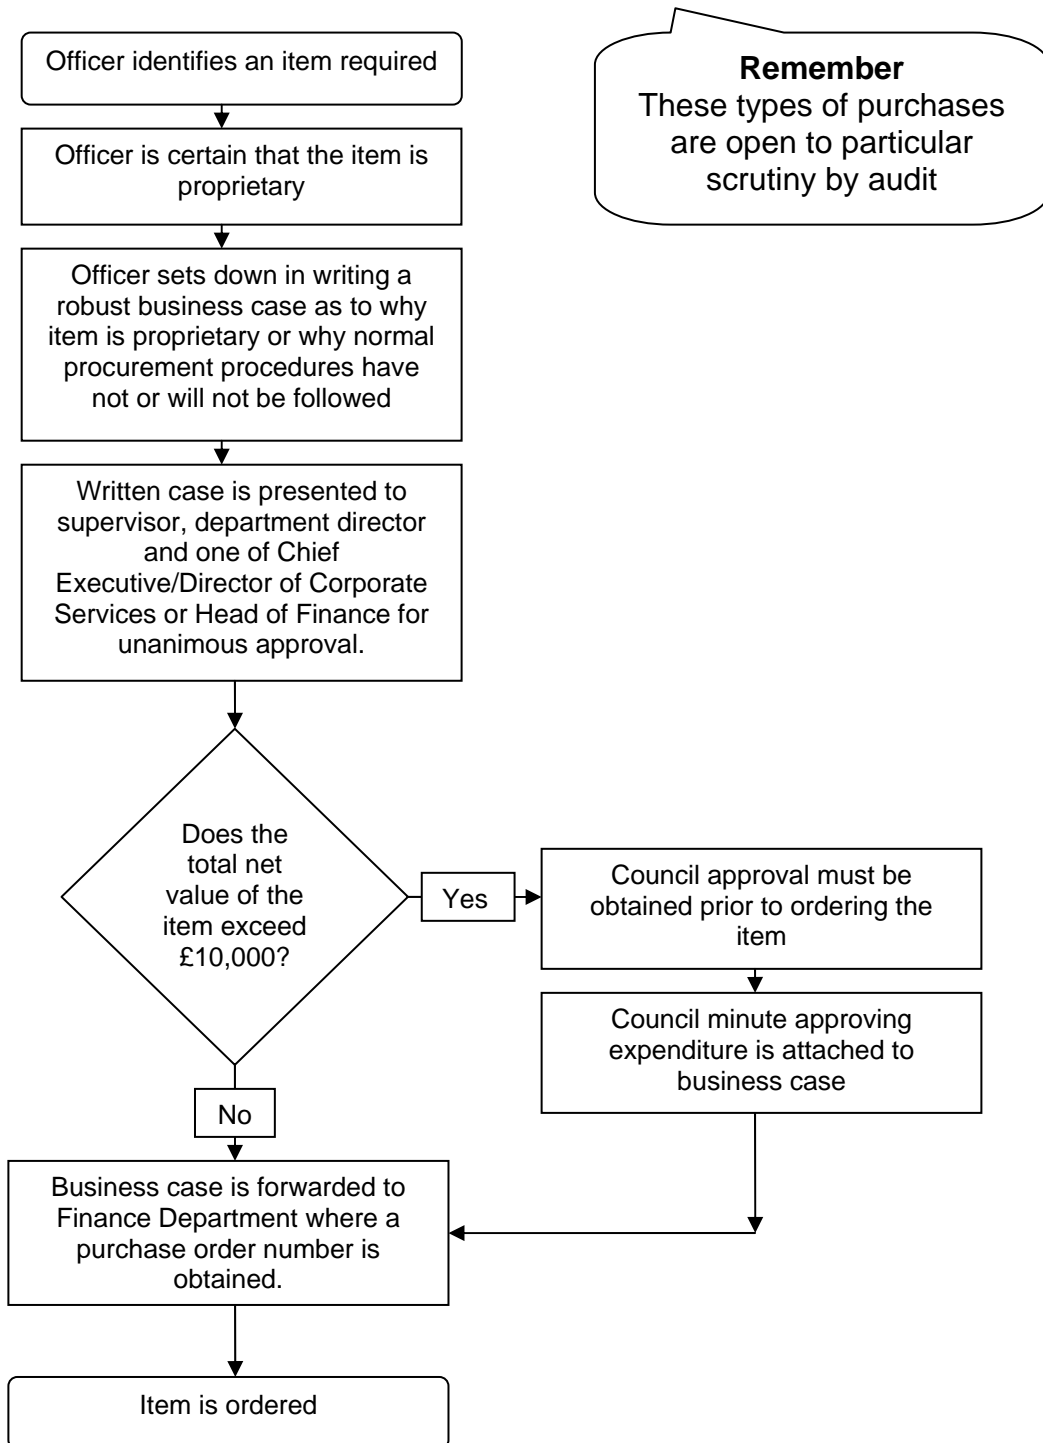 Officer identifies an item required
Remember
These types of purchases
are open to particular
scrutiny by audit
Officer is certain that the item is
proprietary
Officer sets down in writing a
robust business case as to why
item is proprietary or why normal
procurement procedures have
not or will not be followed
Written case is presented to
supervisor, department director
and one of Chief
Executive/Director of Corporate
Services or Head of Finance for
unanimous approval.
Does the
total net
value of the
item exceed
£10,000?
Yes
Council approval must be
obtained prior to ordering the
item
Council minute approving
expenditure is attached to
business case
No
Business case is forwarded to
Finance Department where a
purchase order number is
obtained.
Item is ordered